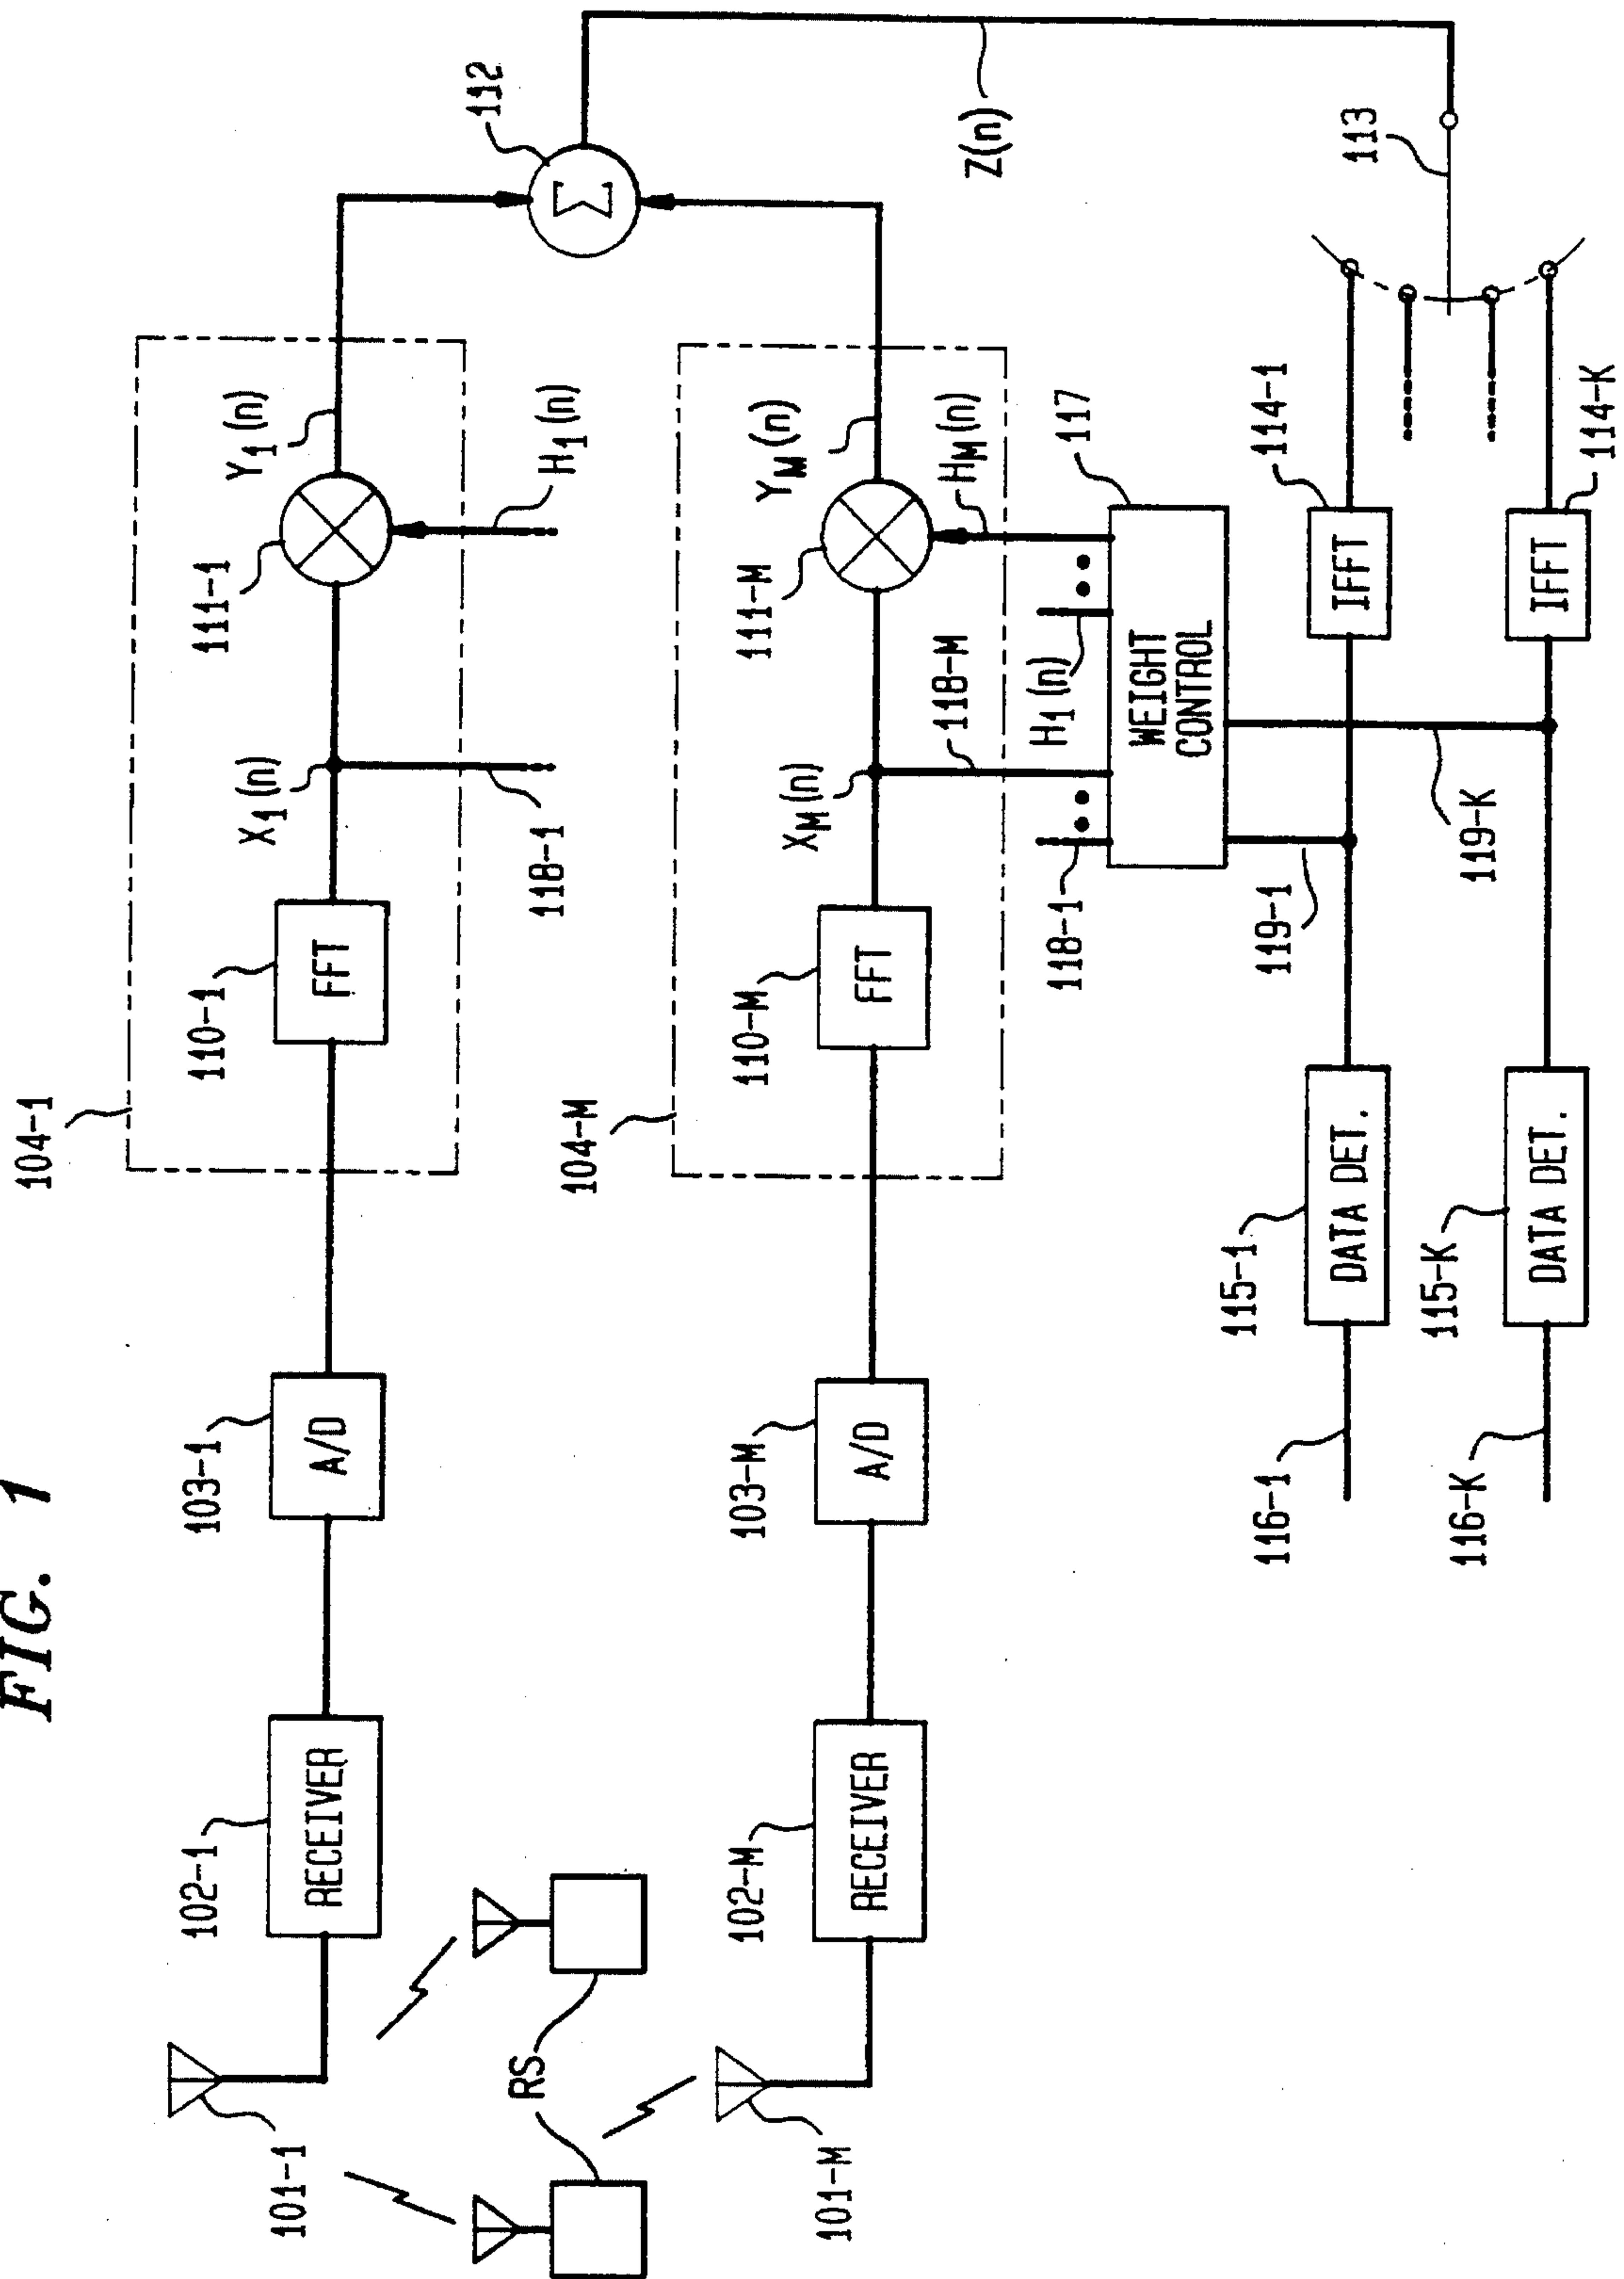 FIG. 1
104-1
110-1
FFT
X1(n)
118-1
111-1
Y1(n)
H1(n)
112
Σ
103-1
A/D
102-1
RECEIVER
101-1
RS
104-M
110-M
FFT
XM(n)
118-M
111-M
YM(n)
HM(n)
Z(n)
103-M
A/D
102-M
RECEIVER
101-M
118-1
H1(n)
117
WEIGHT
CONTROL
113
119-1
119-K
114-1
IFFT
114-K
IFFT
115-1
DATA DET.
116-1
115-K
DATA DET.
116-K